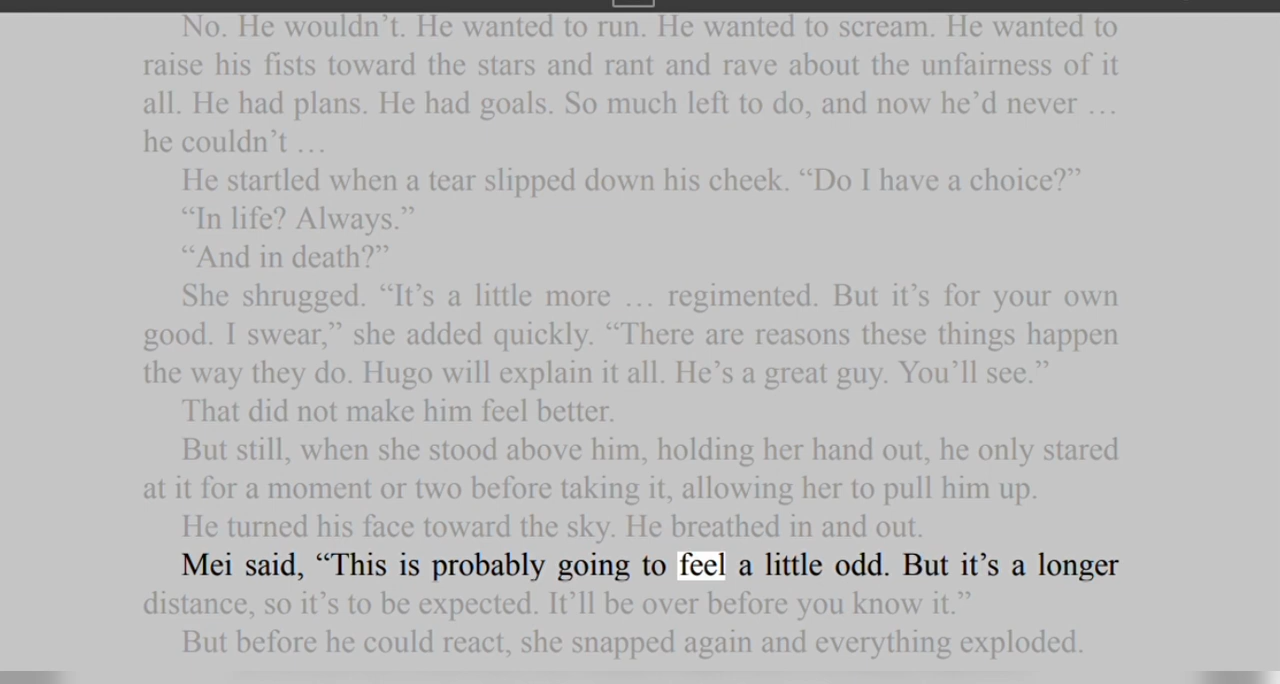 No. He wouldn’t. He wanted to run. He wanted to scream. He wanted to
raise his fists toward the stars and rant and rave about the unfairness of it
all. He had plans. He had goals. So much left to do, and now he’d never …
he couldn’t …
He startled when a tear slipped down his cheek. “Do I have a choice?”
“In life? Always.”
“And in death?”
She shrugged. “It’s a little more … regimented. But it’s for your own
good. I swear,” she added quickly. “There are reasons these things happen
the way they do. Hugo will explain it all. He’s a great guy. You’ll see.”
That did not make him feel better.
But still, when she stood above him, holding her hand out, he only stared
at it for a moment or two before taking it, allowing her to pull him up.
He turned his face toward the sky. He breathed in and out.
Mei said, “This is probably going to feel a little odd. But it’s a longer
distance, so it’s to be expected. It’ll be over before you know it.”
But before he could react, she snapped again and everything exploded.